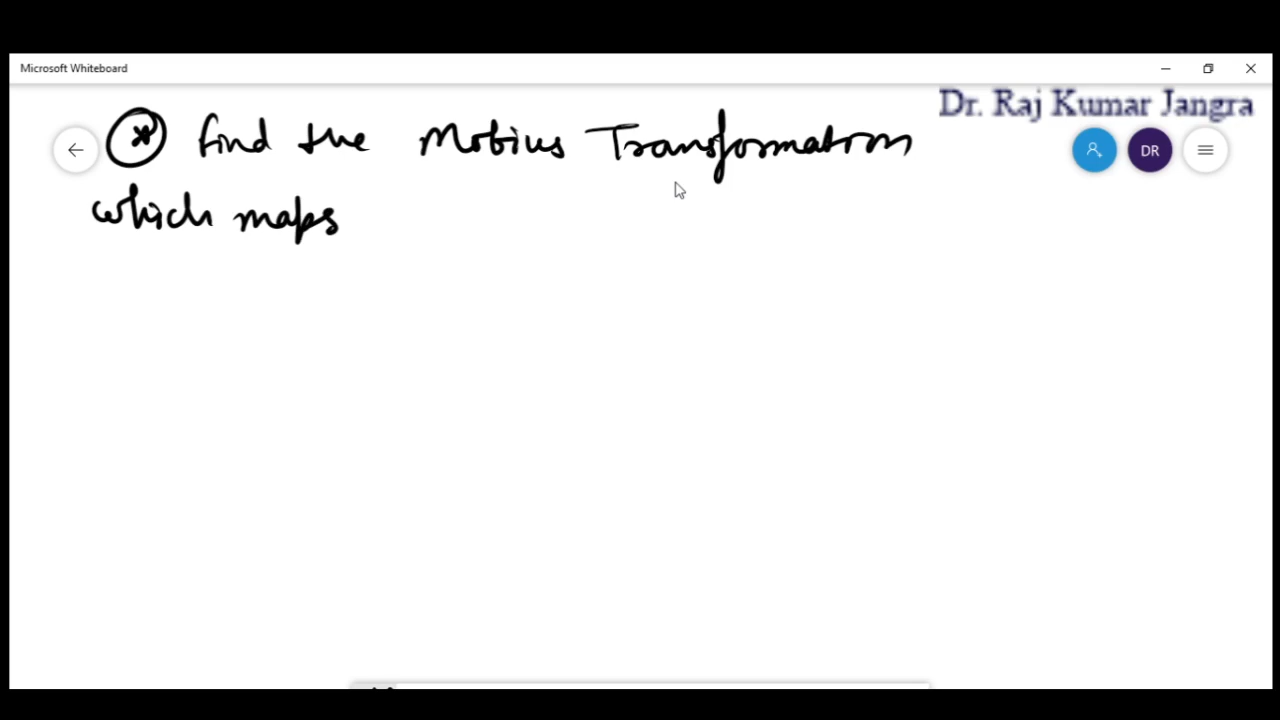 Microsoft Whiteboard
Dr. Raj Kumar Jangra
* find the Mobius Transformation
DR
which maps